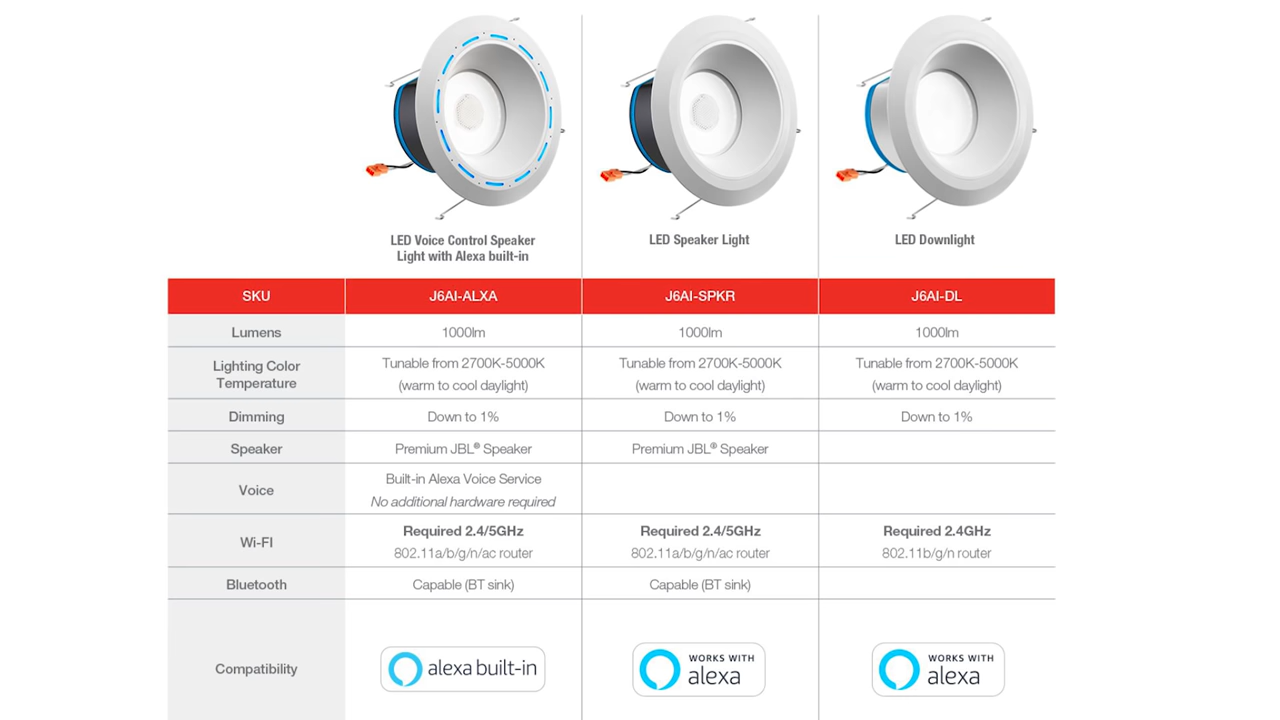 LED Voice Control Speaker
Light with Alexa built-in
LED Speaker Light
LED Downlight
SKU J6AI-ALXA J6AI-SPKR J6AI-DL
Lumens 1000lm 1000lm 1000lm
Lighting Color
Temperature
Tunable from 2700K-5000K
(warm to cool daylight)
Tunable from 2700K-5000K
(warm to cool daylight)
Tunable from 2700K-5000K
(warm to cool daylight)
Dimming Down to 1% Down to 1% Down to 1%
Speaker Premium JBL® Speaker Premium JBL® Speaker
Voice
Built-in Alexa Voice Service
No additional hardware required
Wi-FI
Required 2.4/5GHz
802.11a/b/g/n/ac router
Required 2.4/5GHz
802.11a/b/g/n/ac router
Required 2.4GHz
802.11b/g/n router
Bluetooth Capable (BT sink) Capable (BT sink)
Compatibility
alexa built-in
WORKS WITH
alexa
WORKS WITH
alexa